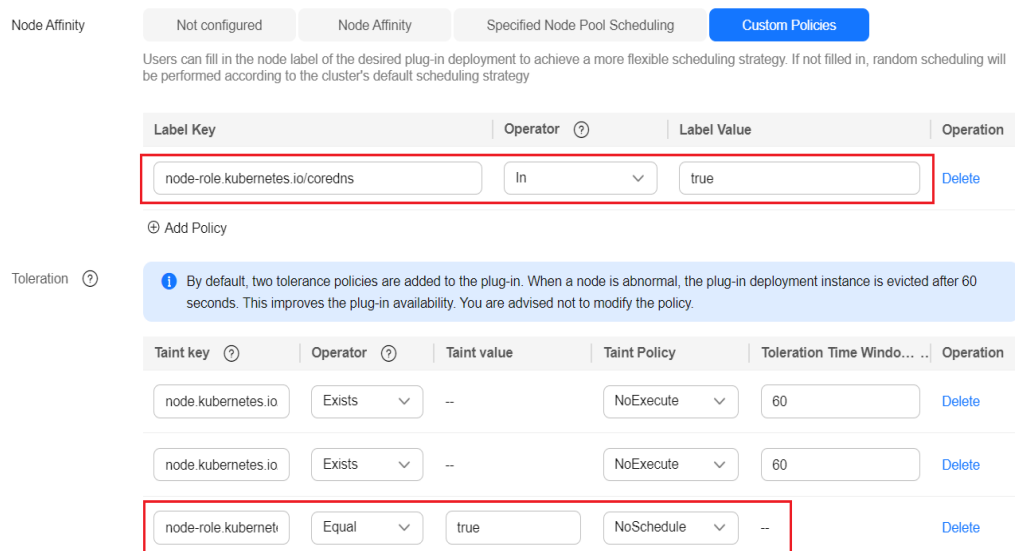 Node Affinity Not configured Node Affinity Specified Node Pool Scheduling Custom Policies
Users can fill in the node label of the desired plug-in deployment to achieve a more flexible scheduling strategy. If not filled in, random scheduling will
be performed according to the cluster's default scheduling strategy
Label Key Operator ? Label Value Operation
node-role.kubernetes.io/coredns In true Delete
Add Policy
Toleration ? By default, two tolerance policies are added to the plug-in. When a node is abnormal, the plug-in deployment instance is evicted after 60
seconds. This improves the plug-in availability. You are advised not to modify the policy.
Taint key ? Operator ? Taint value Taint Policy Toleration Time Windo... .. Operation
node.kubernetes.io Exists -- NoExecute 60 Delete
node.kubernetes.io Exists -- NoExecute 60 Delete
node-role.kubernet Equal true NoSchedule -- Delete